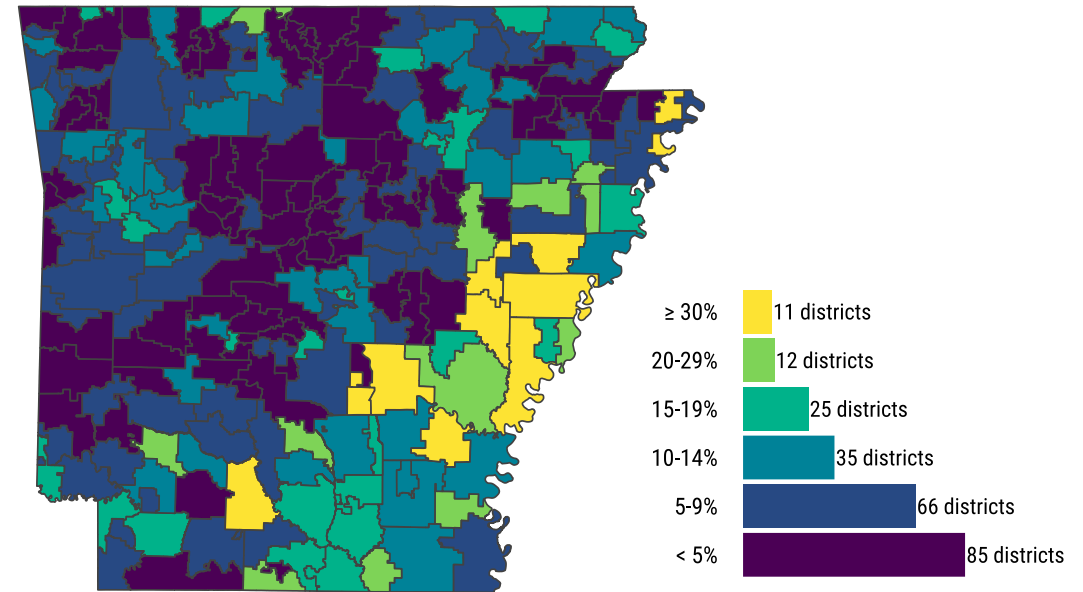 ≥ 30% 11 districts
20-29% 12 districts
15-19% 25 districts
10-14% 35 districts
5-9% 66 districts
< 5% 85 districts